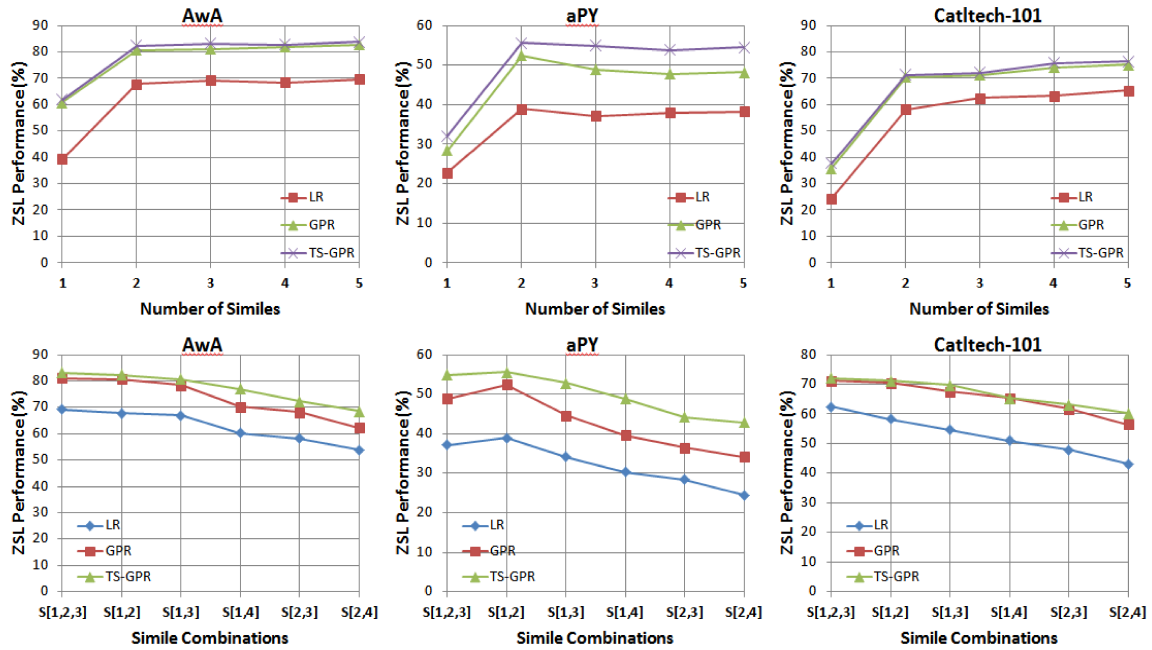 AwA
ZSL Performance(%)
90
80
70
60
50
40
30
20
10
0
LR
GPR
TS-GPR
1 2 3 4 5
Number of Similes
aPY
ZSL Performance(%)
60
50
40
30
20
10
0
LR
GPR
TS-GPR
1 2 3 4 5
Number of Similes
Catltech-101
ZSL Performance(%)
90
80
70
60
50
40
30
20
10
0
LR
GPR
TS-GPR
1 2 3 4 5
Number of Similes
AwA
ZSL Performance(%)
90
80
70
60
50
40
30
20
10
0
LR
GPR
TS-GPR
S[1,2,3] S[1,2] S[1,3] S[1,4] S[2,3] S[2,4]
Simile Combinations
aPY
ZSL Performance(%)
60
50
40
30
20
10
0
LR
GPR
TS-GPR
S[1,2,3] S[1,2] S[1,3] S[1,4] S[2,3] S[2,4]
Simile Combinations
Catltech-101
ZSL Performance(%)
80
70
60
50
40
30
20
10
0
LR
GPR
TS-GPR
S[1,2,3] S[1,2] S[1,3] S[1,4] S[2,3] S[2,4]
Simile Combinations